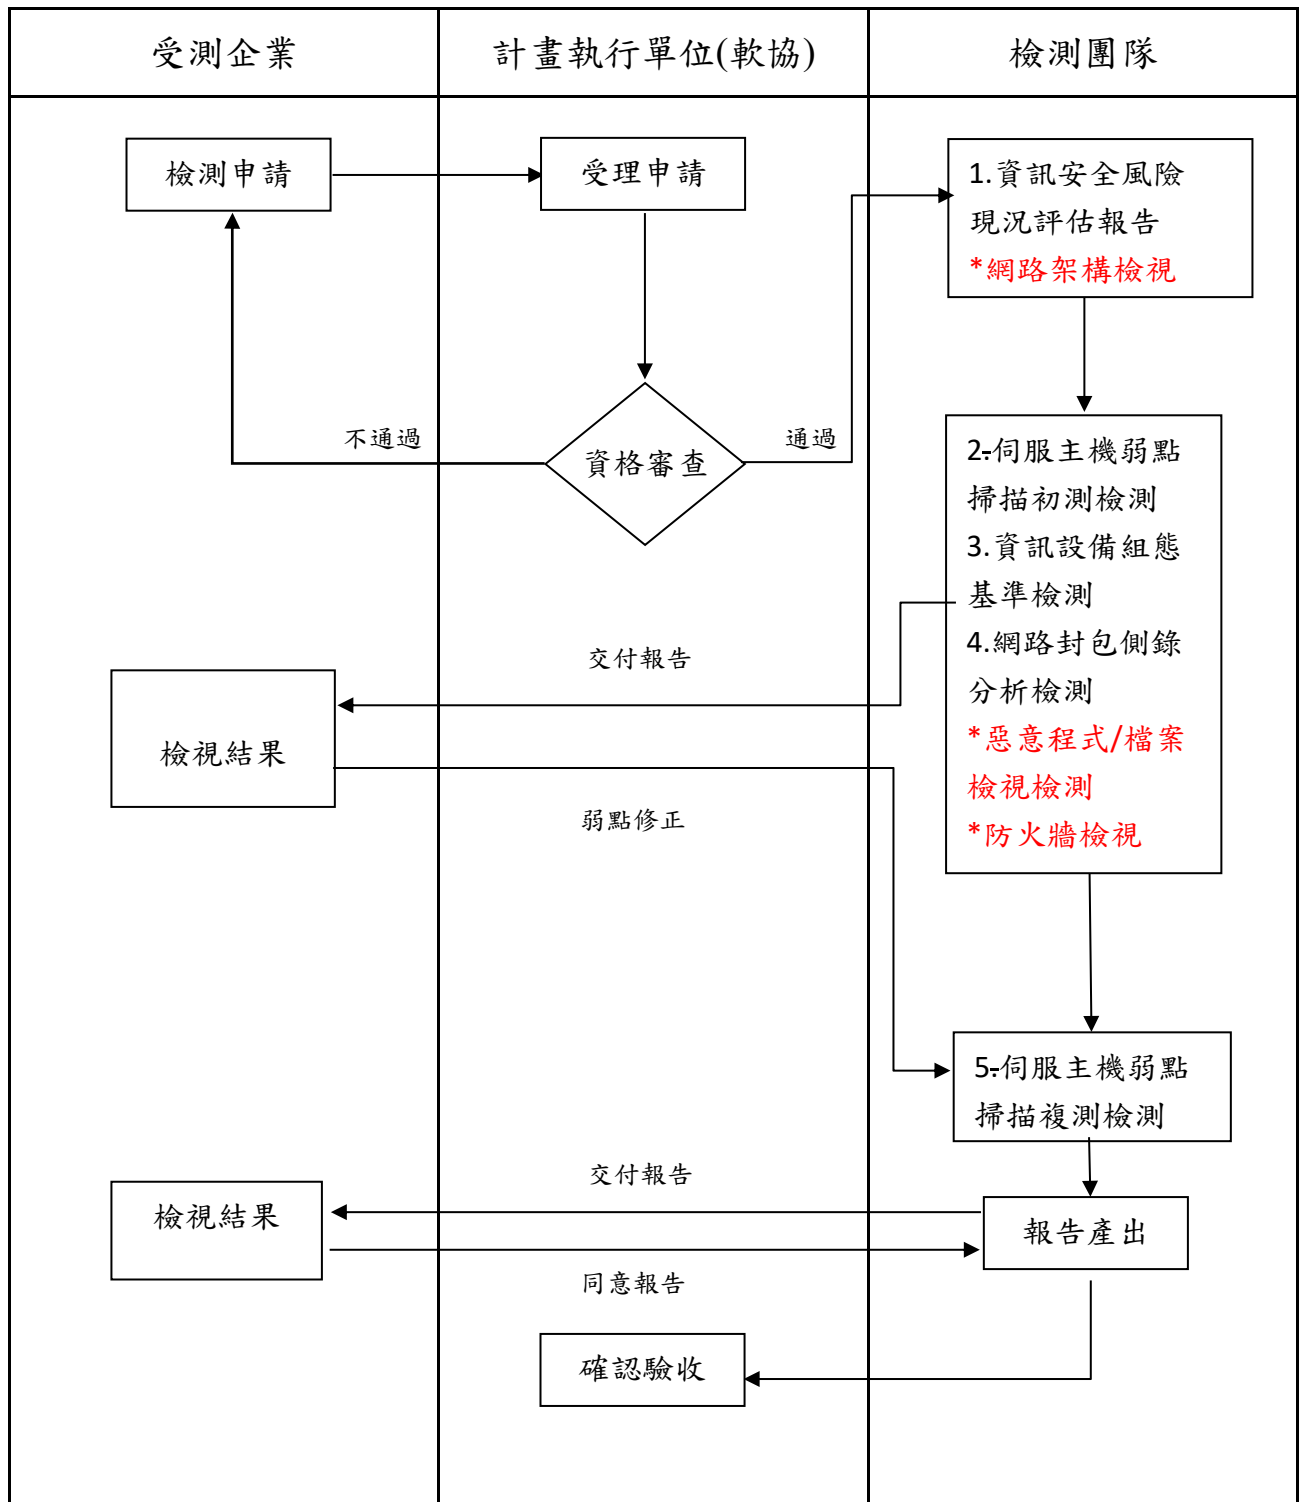 受測企業
計畫執行單位(軟協)
檢測團隊
檢測申請
受理申請
1.資訊安全風險
現況評估報告
*網路架構檢視
不通過
資格審查
通過
2.伺服主機弱點
掃描初測檢測
3.資訊設備組態
基準檢測
4.網路封包側錄
分析檢測
*惡意程式/檔案
檢視檢測
*防火牆檢視
交付報告
檢視結果
弱點修正
5.伺服主機弱點
掃描複測檢測
交付報告
檢視結果
報告產出
同意報告
確認驗收